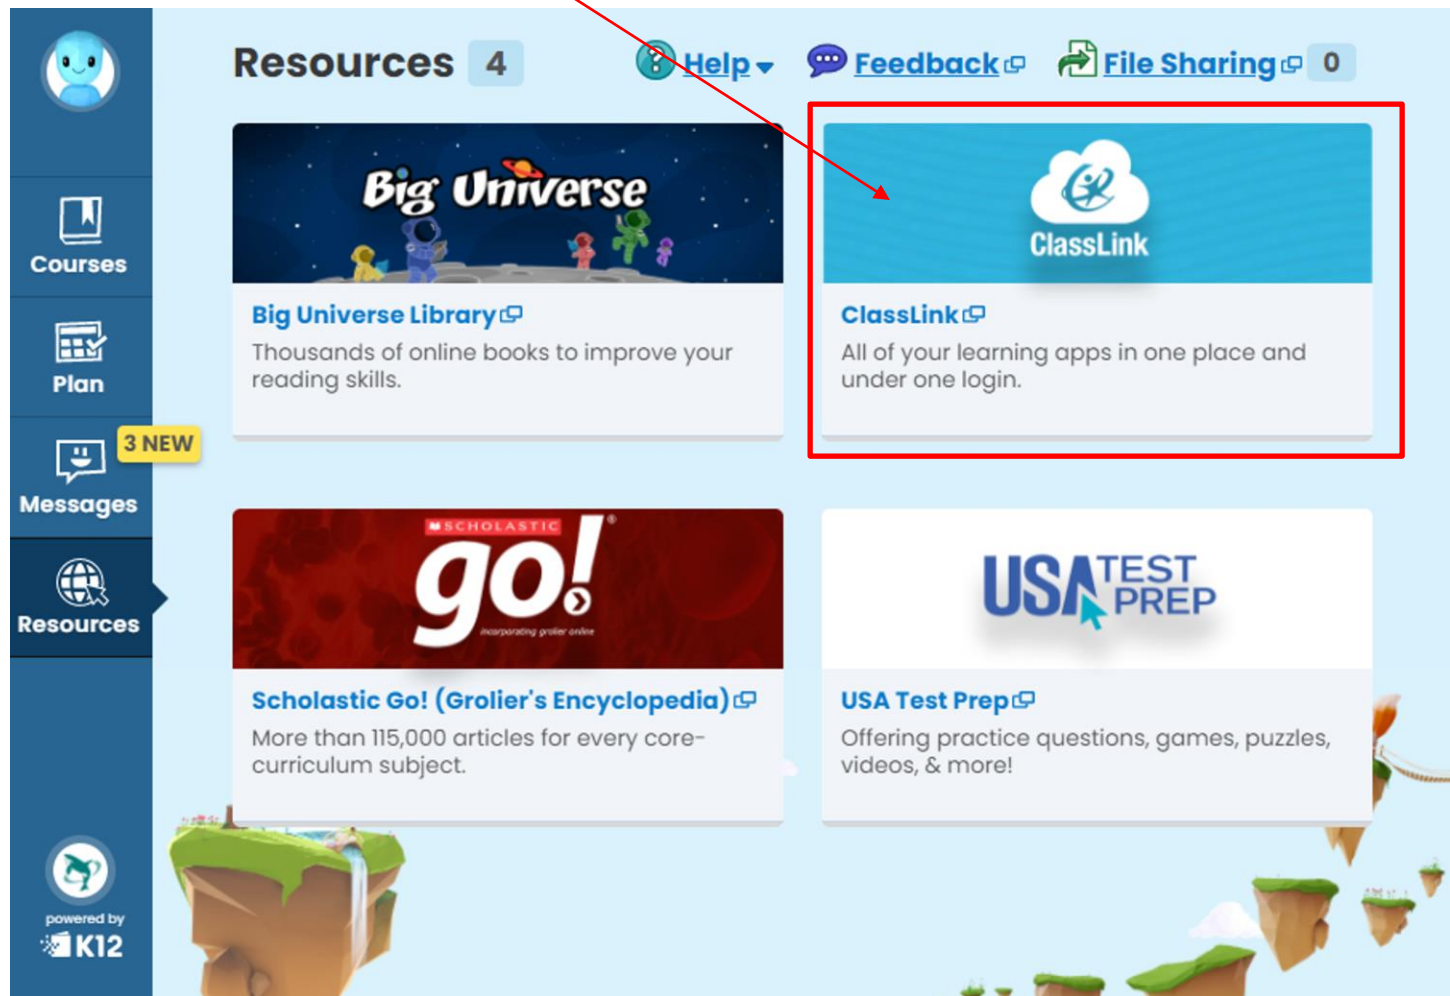 Resources 4
Help
Feedback
File Sharing 0
Courses
Plan
3 NEW
Messages
Resources
powered by
K12
Big Universe
Big Universe Library
Thousands of online books to improve your
reading skills.
ClassLink
ClassLink
All of your learning apps in one place and
under one login.
SCHOLASTIC
go!®
incorporating grolier online
Scholastic Go! (Grolier's Encyclopedia)
More than 115,000 articles for every core-
curriculum subject.
USA TEST
PREP
USA Test Prep
Offering practice questions, games, puzzles,
videos, & more!